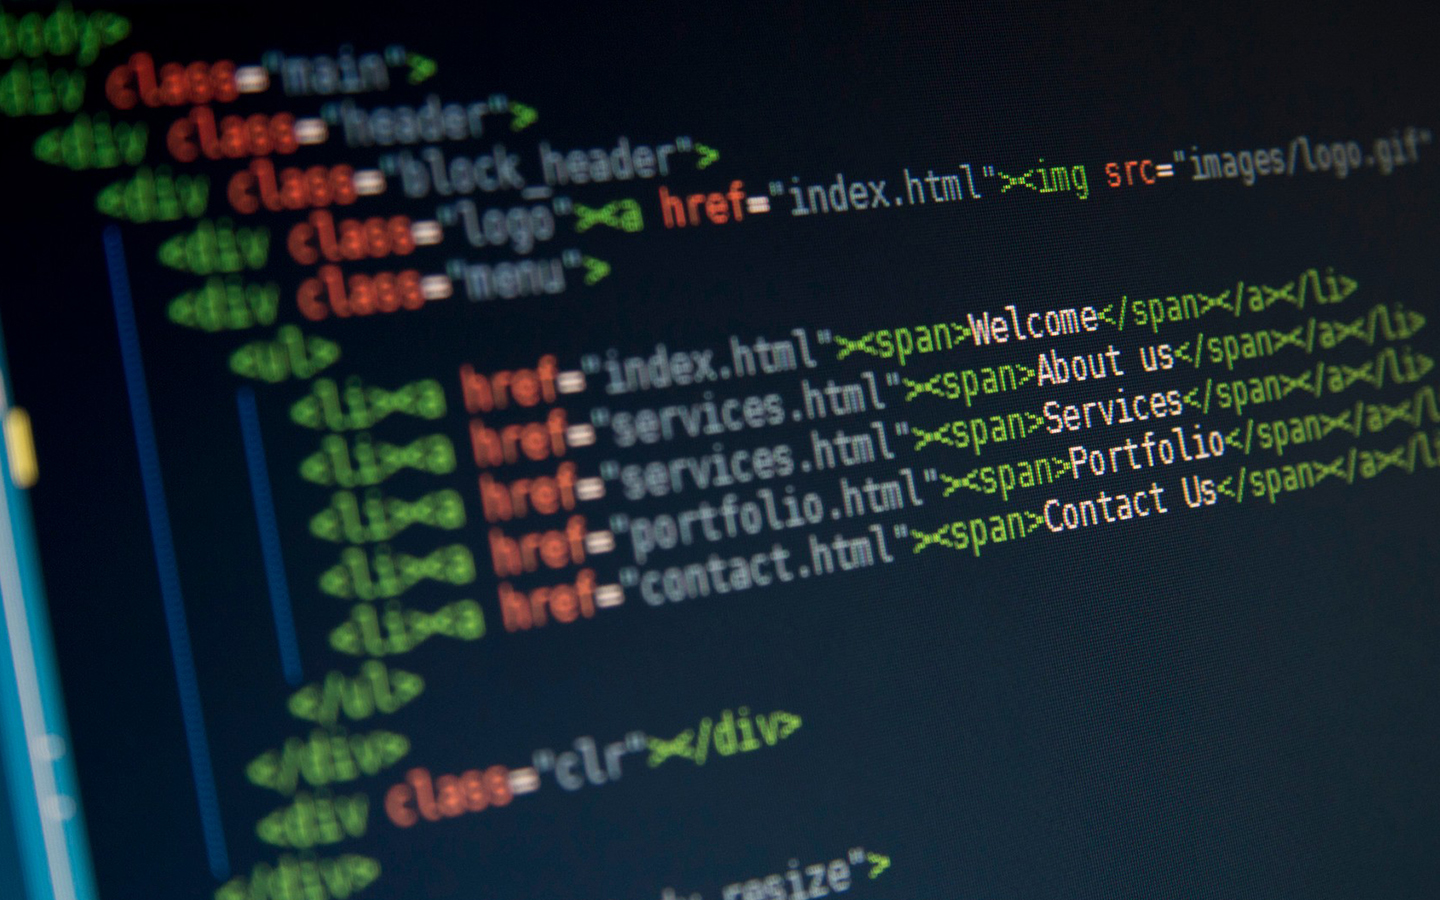 body>
div class="main">
<div class="header">
<div class="block_header">
<div class="logo"><a href="index.html"><img src="images/logo.gif"
<div class="menu">
<ul>
<li><a href="index.html"><span>Welcome</span></a></li>
<li><a href="services.html"><span>About us</span></a></li>
<li><a href="services.html"><span>Services</span></a></li>
<li><a href="portfolio.html"><span>Portfolio</span></a></l
<li><a href="contact.html"><span>Contact Us</span></a></li
</ul>
</div>
<div class="clr"></div>
</div>
resize">